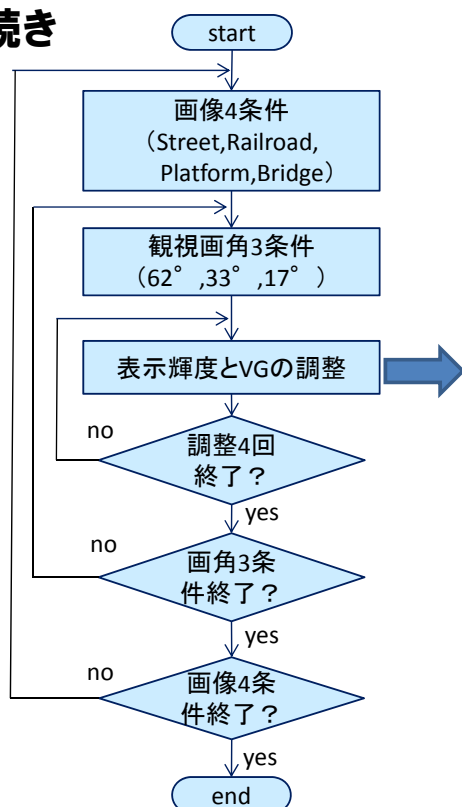 続き
start
画像4条件
（Street,Railroad,
Platform,Bridge）
観視画角3条件
（62°,33°,17°）
表示輝度とVGの調整
no
調整4回
終了？
yes
no
画角3条
件終了？
yes
no
画像4条
件終了？
yes
end